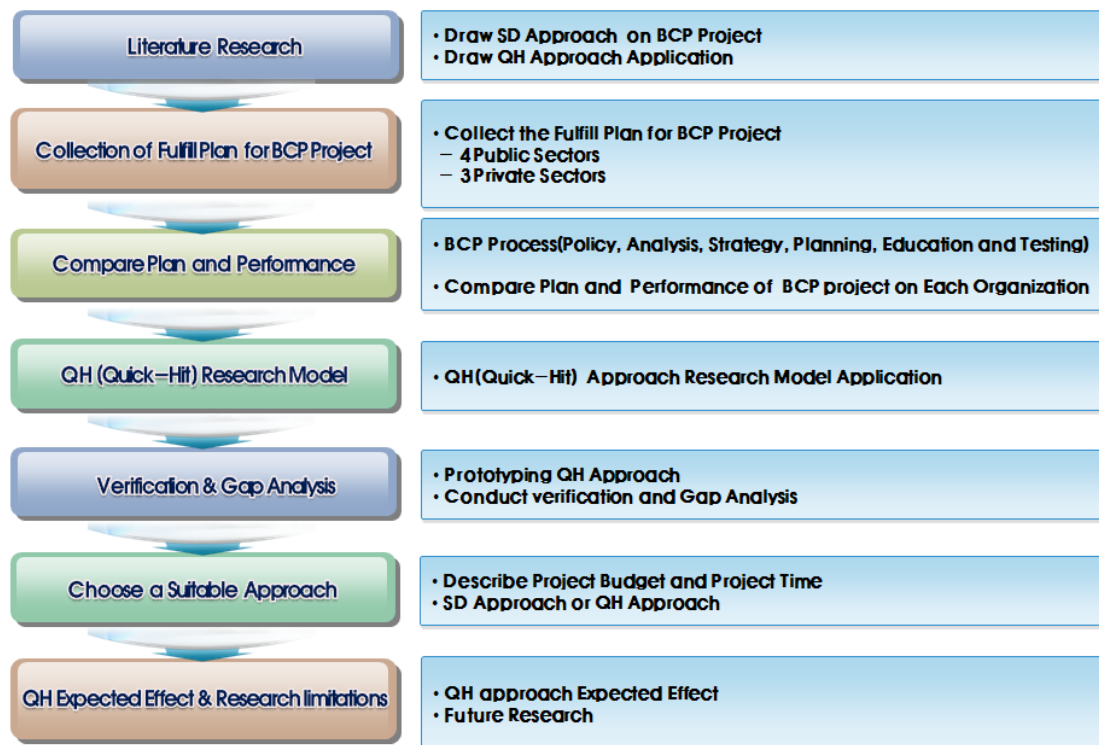 Literature Research
• Draw SD Approach on BCP Project
• Draw QH Approach Application
Collection of Fulfill Plan for BCP Project
• Collect the Fulfill Plan for BCP Project
– 4 Public Sectors
– 3 Private Sectors
Compare Plan and Performance
• BCP Process(Policy, Analysis, Strategy, Planning, Education and Testing)
• Compare Plan and Performance of BCP project on Each Organization
QH (Quick-Hit) Research Model
• QH(Quick-Hit) Approach Research Model Application
Verification & Gap Analysis
• Prototyping QH Approach
• Conduct verification and Gap Analysis
Choose a Suitable Approach
• Describe Project Budget and Project Time
• SD Approach or QH Approach
QH Expected Effect & Research limitations
• QH approach Expected Effect
• Future Research